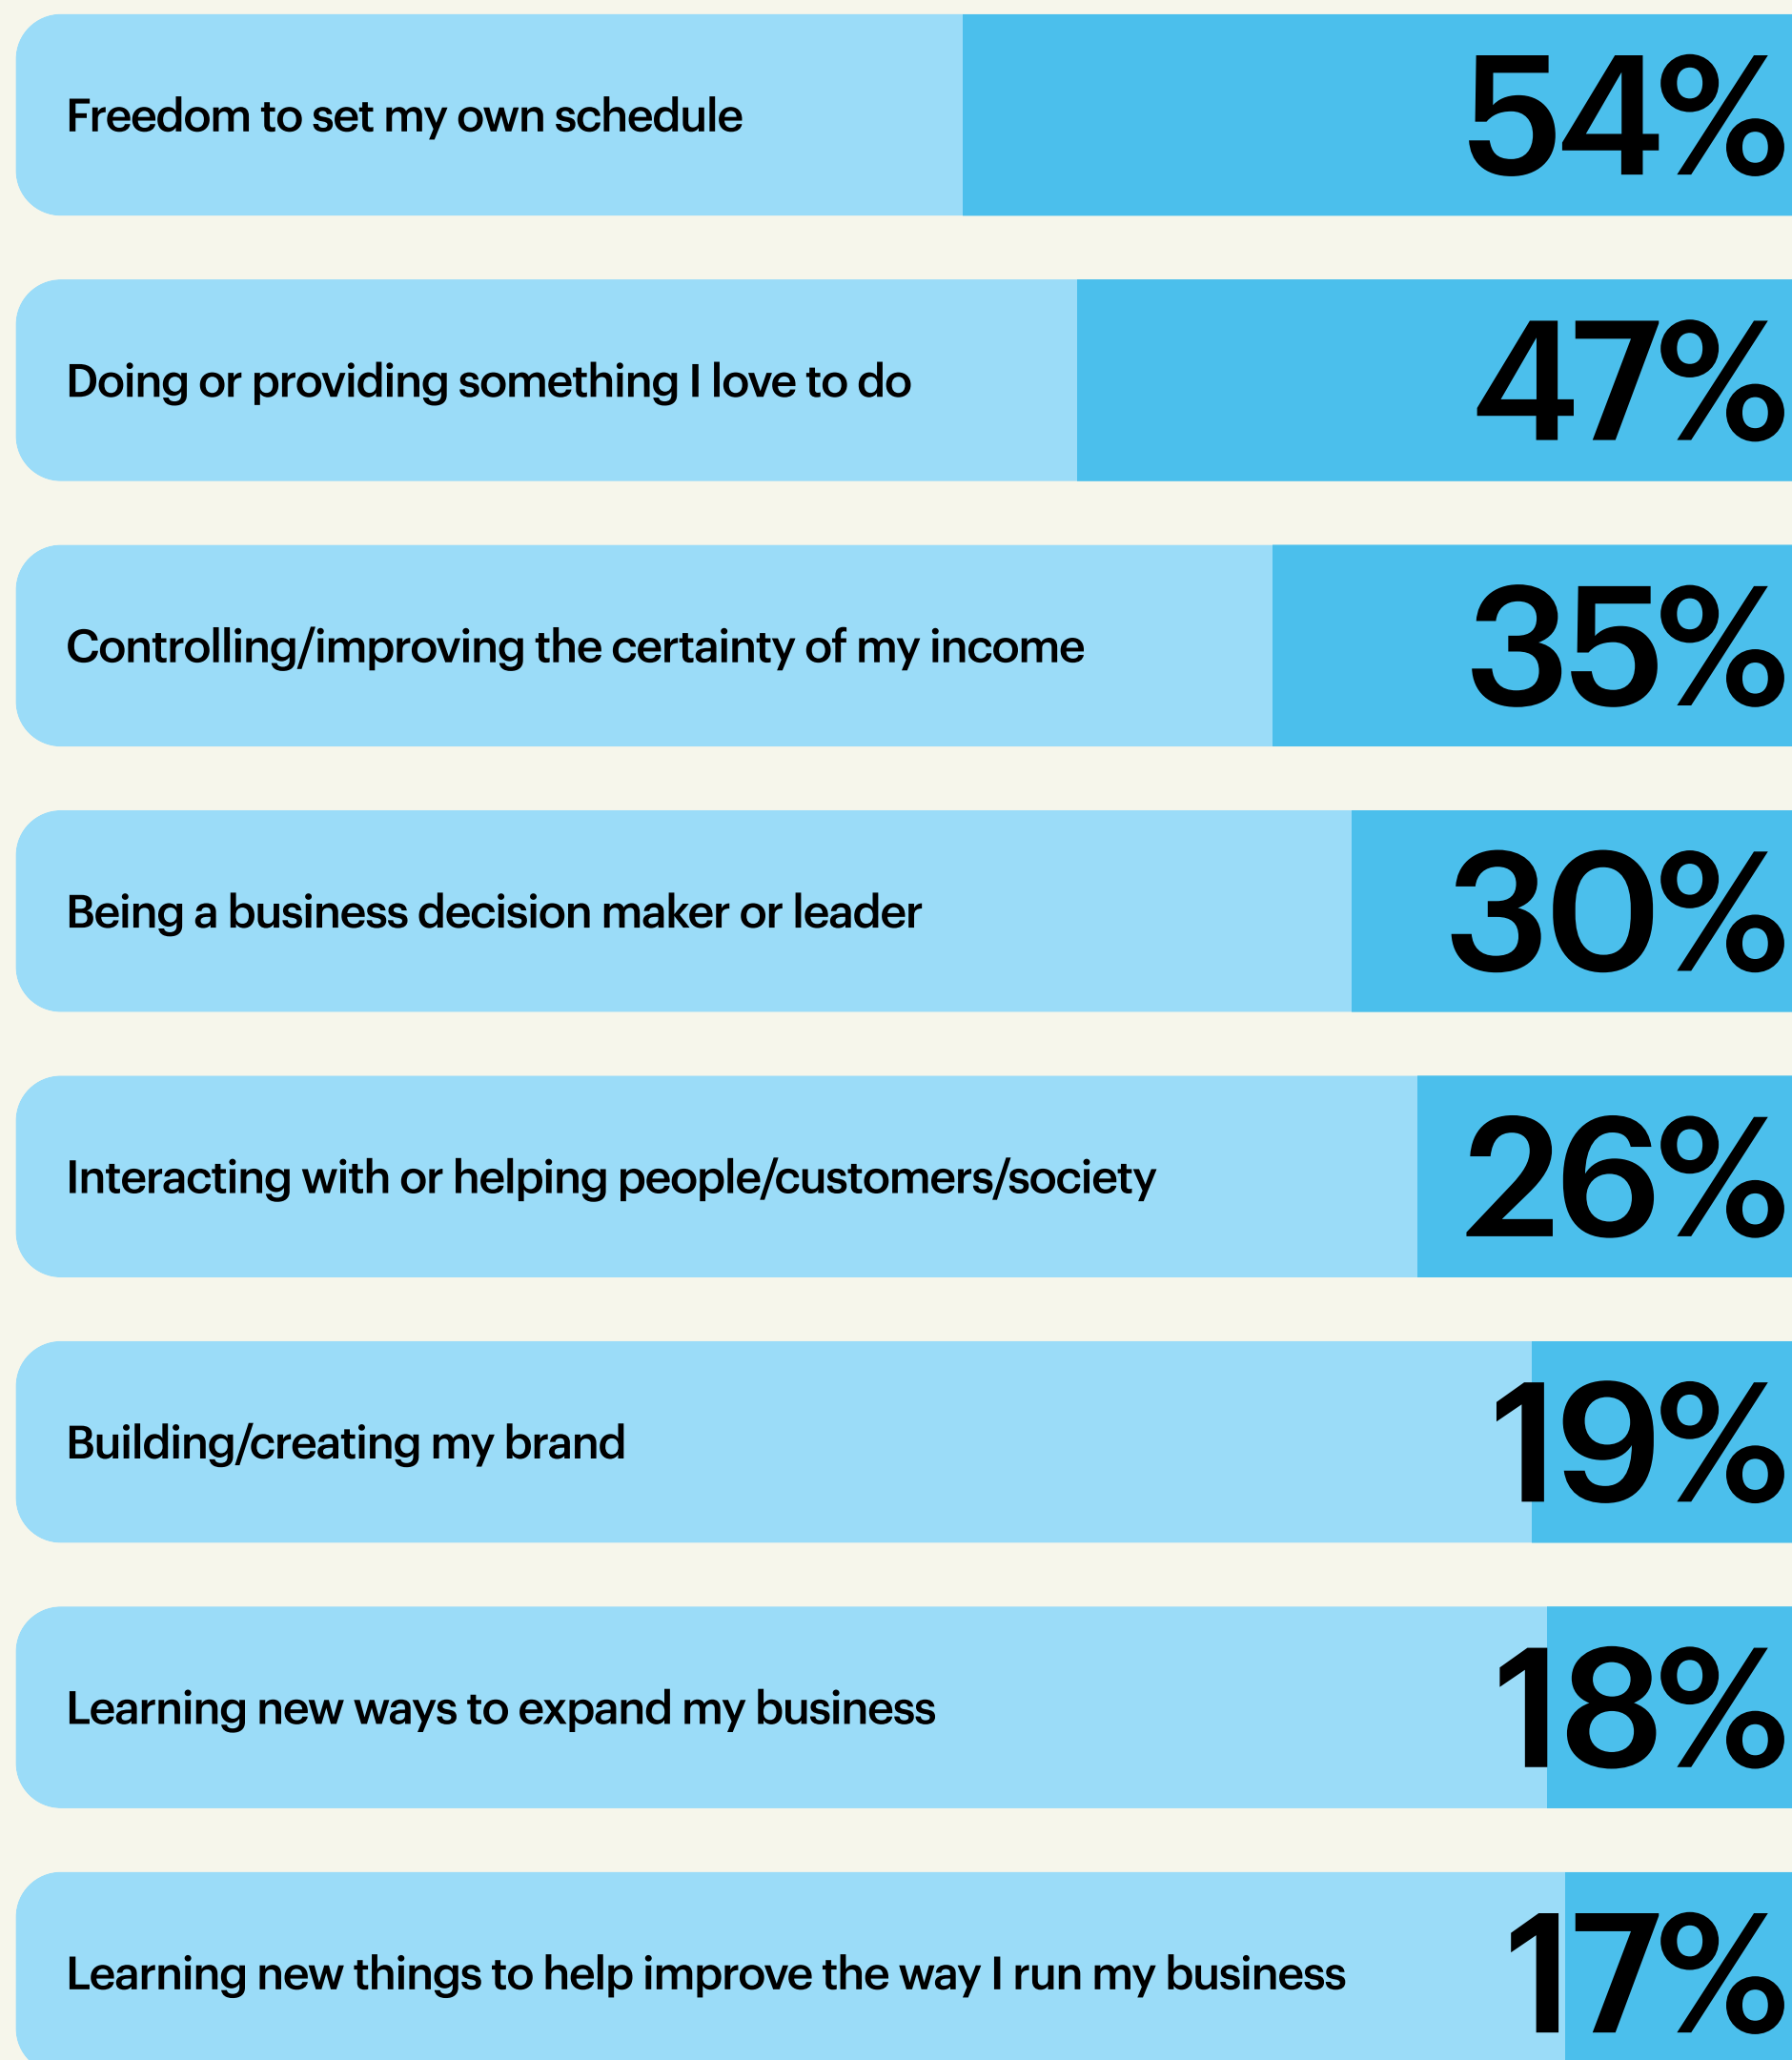 Freedom to set my own schedule 54%
Doing or providing something I love to do 47%
Controlling/improving the certainty of my income 35%
Being a business decision maker or leader 30%
Interacting with or helping people/customers/society 26%
Building/creating my brand 19%
Learning new ways to expand my business 18%
Learning new things to help improve the way I run my business 17%